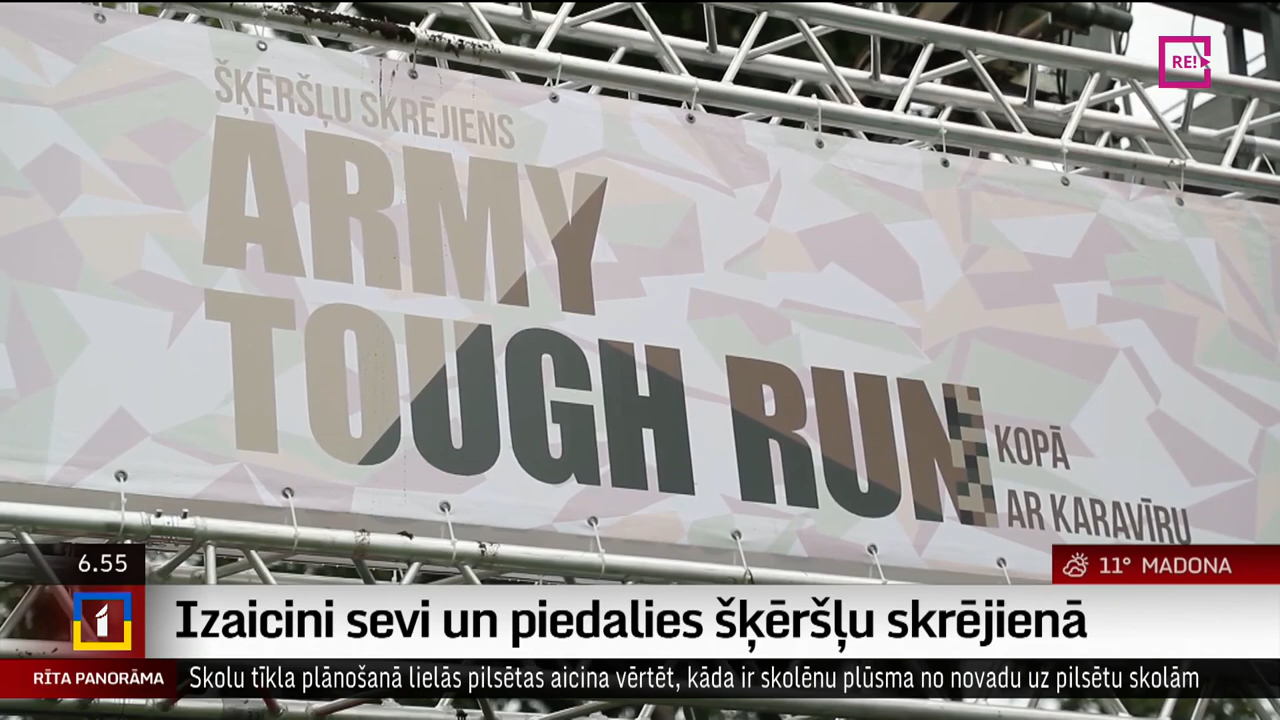 RE!
ŠĶĒRŠĻU SKRĒJIENS
ARMY
TOUGH RUN
KOPĀ
AR KARAVĪRU
6.55
11° MADONA
1
Izaicini sevi un piedalies šķēršļu skrējienā
RĪTA PANORĀMA
Skolu tīkla plānošanā lielās pilsētas aicina vērtēt, kāda ir skolēnu plūsma no novadu uz pilsētu skolām